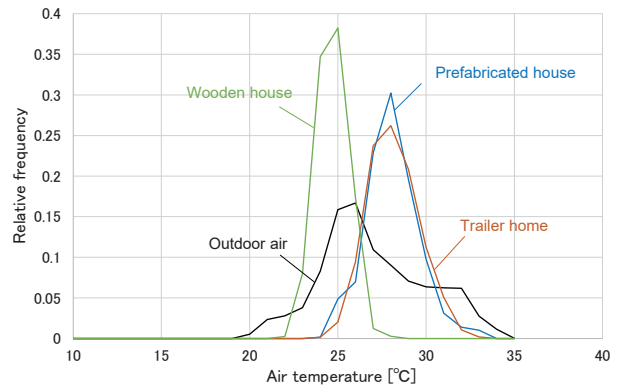 0.4
0.35
0.3
0.25
0.2
0.15
0.1
0.05
0
Relative frequency
Wooden house
Prefabricated house
Outdoor air
Trailer home
10 15 20 25 30 35 40
Air temperature [℃]